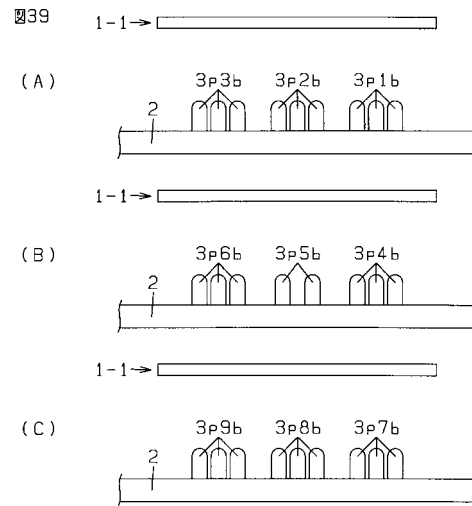 図39
1-1→
(A)
3p3b 3p2b 3p1b
2
1-1→
(B)
3p6b 3p5b 3p4b
2
1-1→
(C)
3p9b 3p8b 3p7b
2